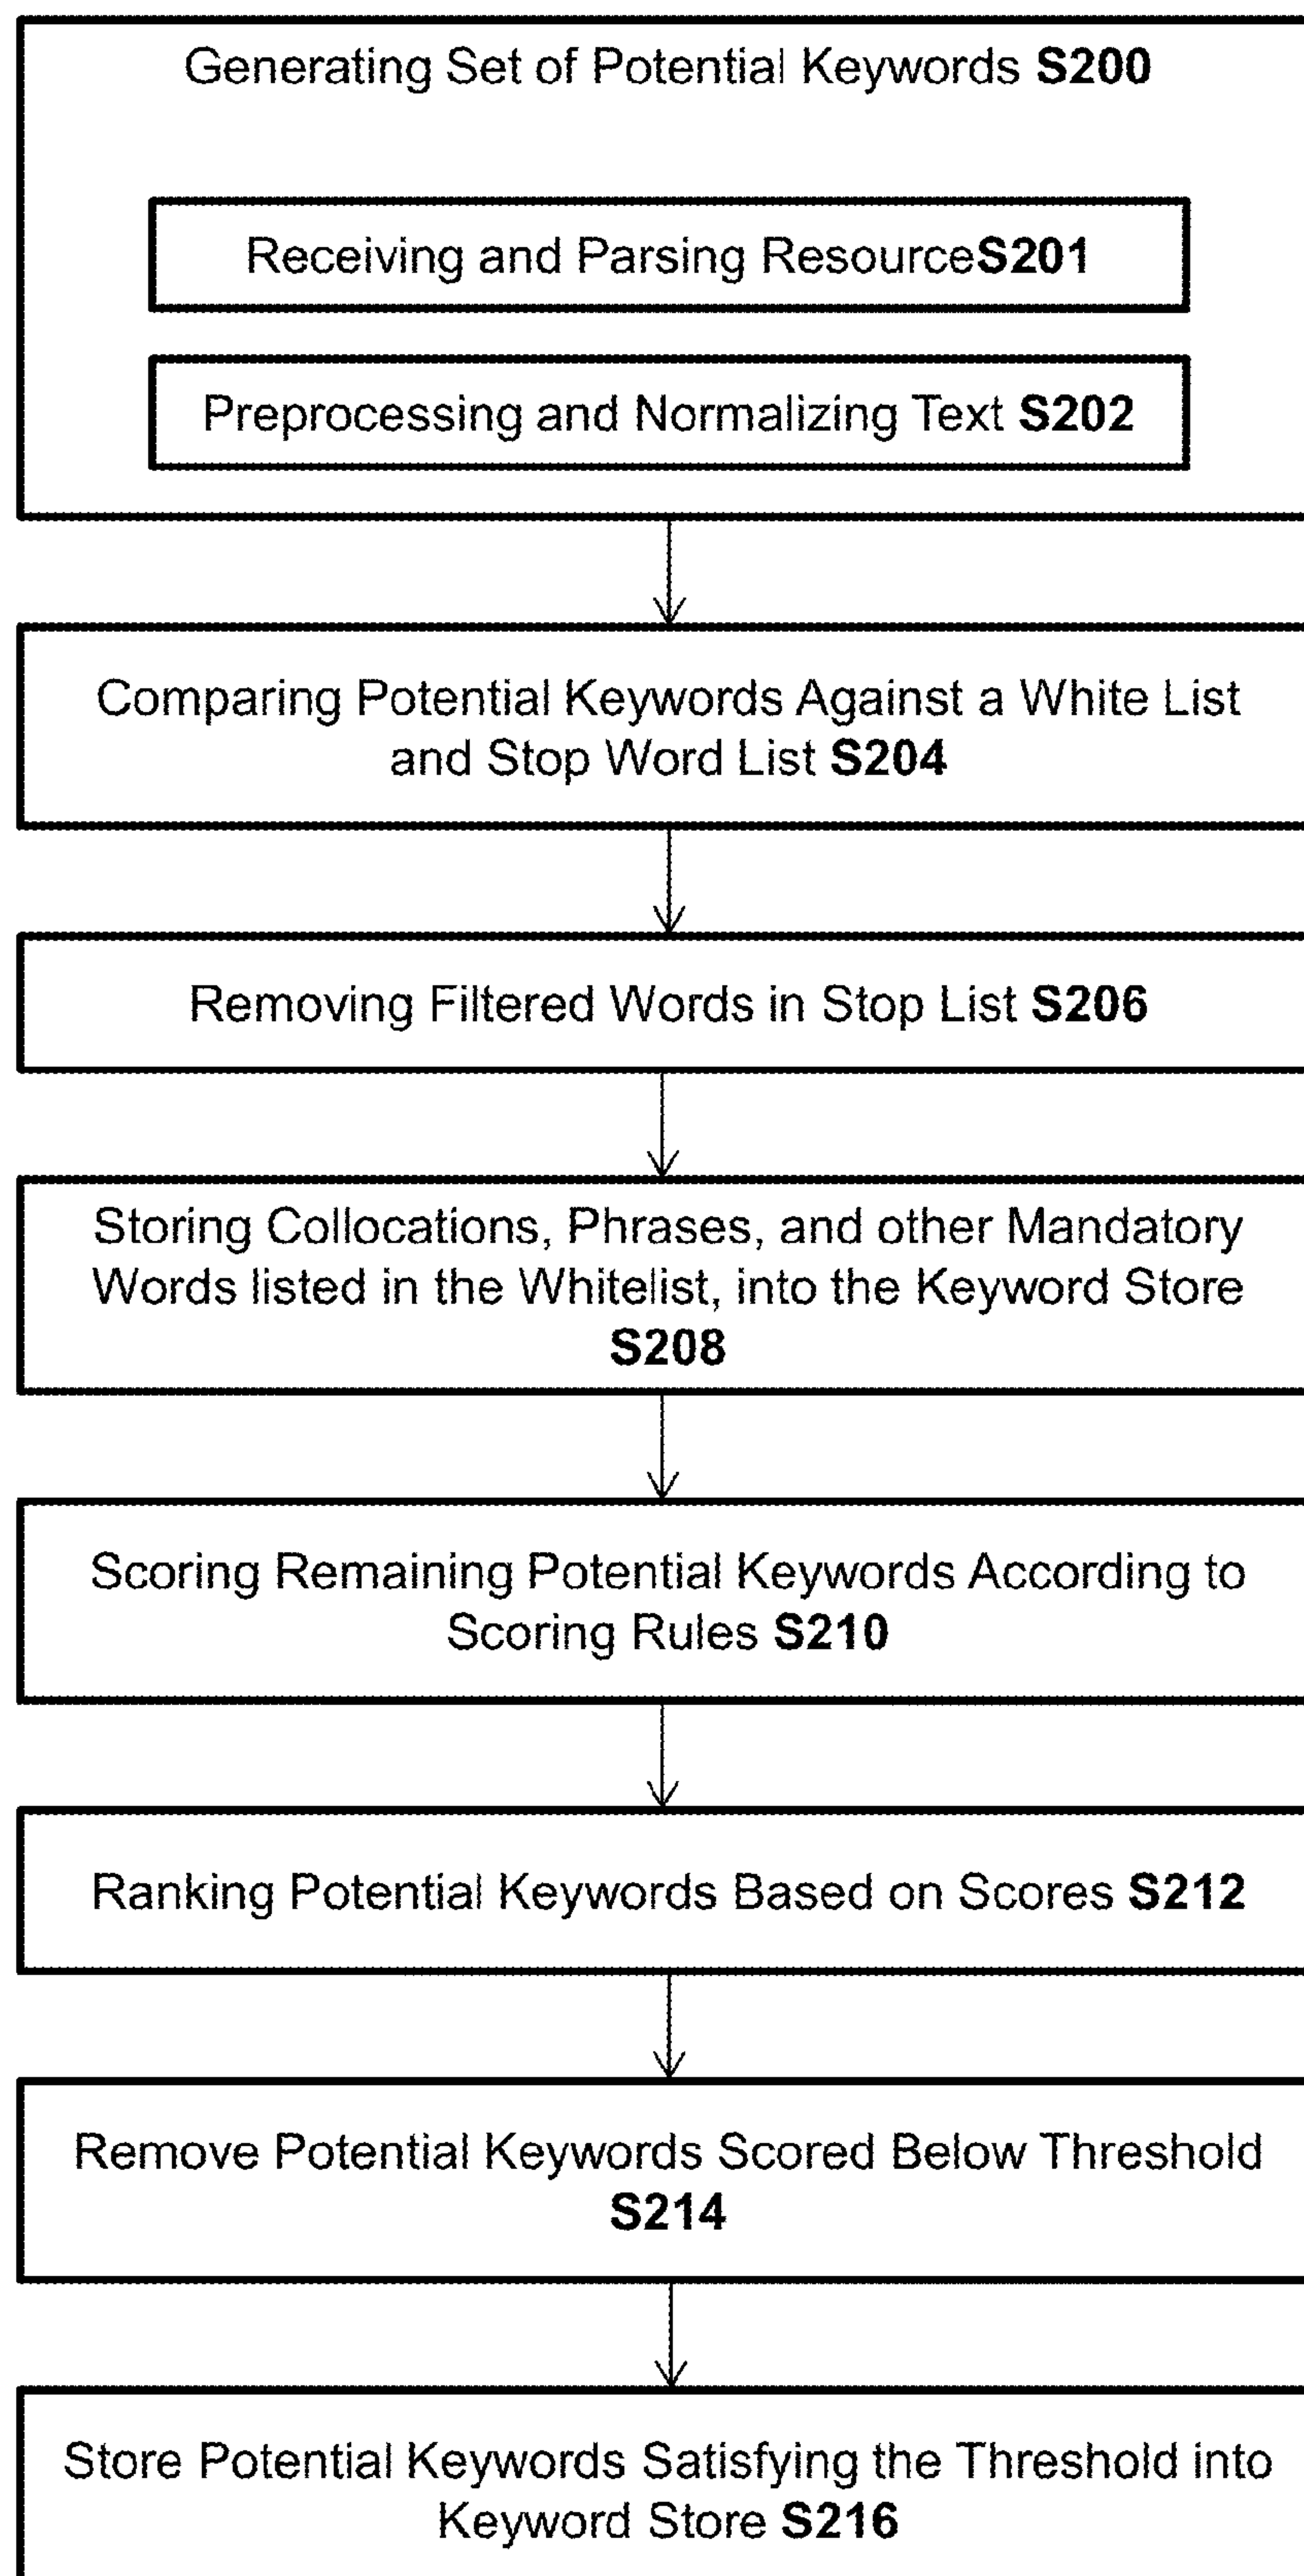 Generating Set of Potential Keywords S200
Receiving and Parsing ResourceS201
Preprocessing and Normalizing Text S202
Comparing Potential Keywords Against a White List
and Stop Word List S204
Removing Filtered Words in Stop List S206
Storing Collocations, Phrases, and other Mandatory
Words listed in the Whitelist, into the Keyword Store
S208
Scoring Remaining Potential Keywords According to
Scoring Rules S210
Ranking Potential Keywords Based on Scores S212
Remove Potential Keywords Scored Below Threshold
S214
Store Potential Keywords Satisfying the Threshold into
Keyword Store S216